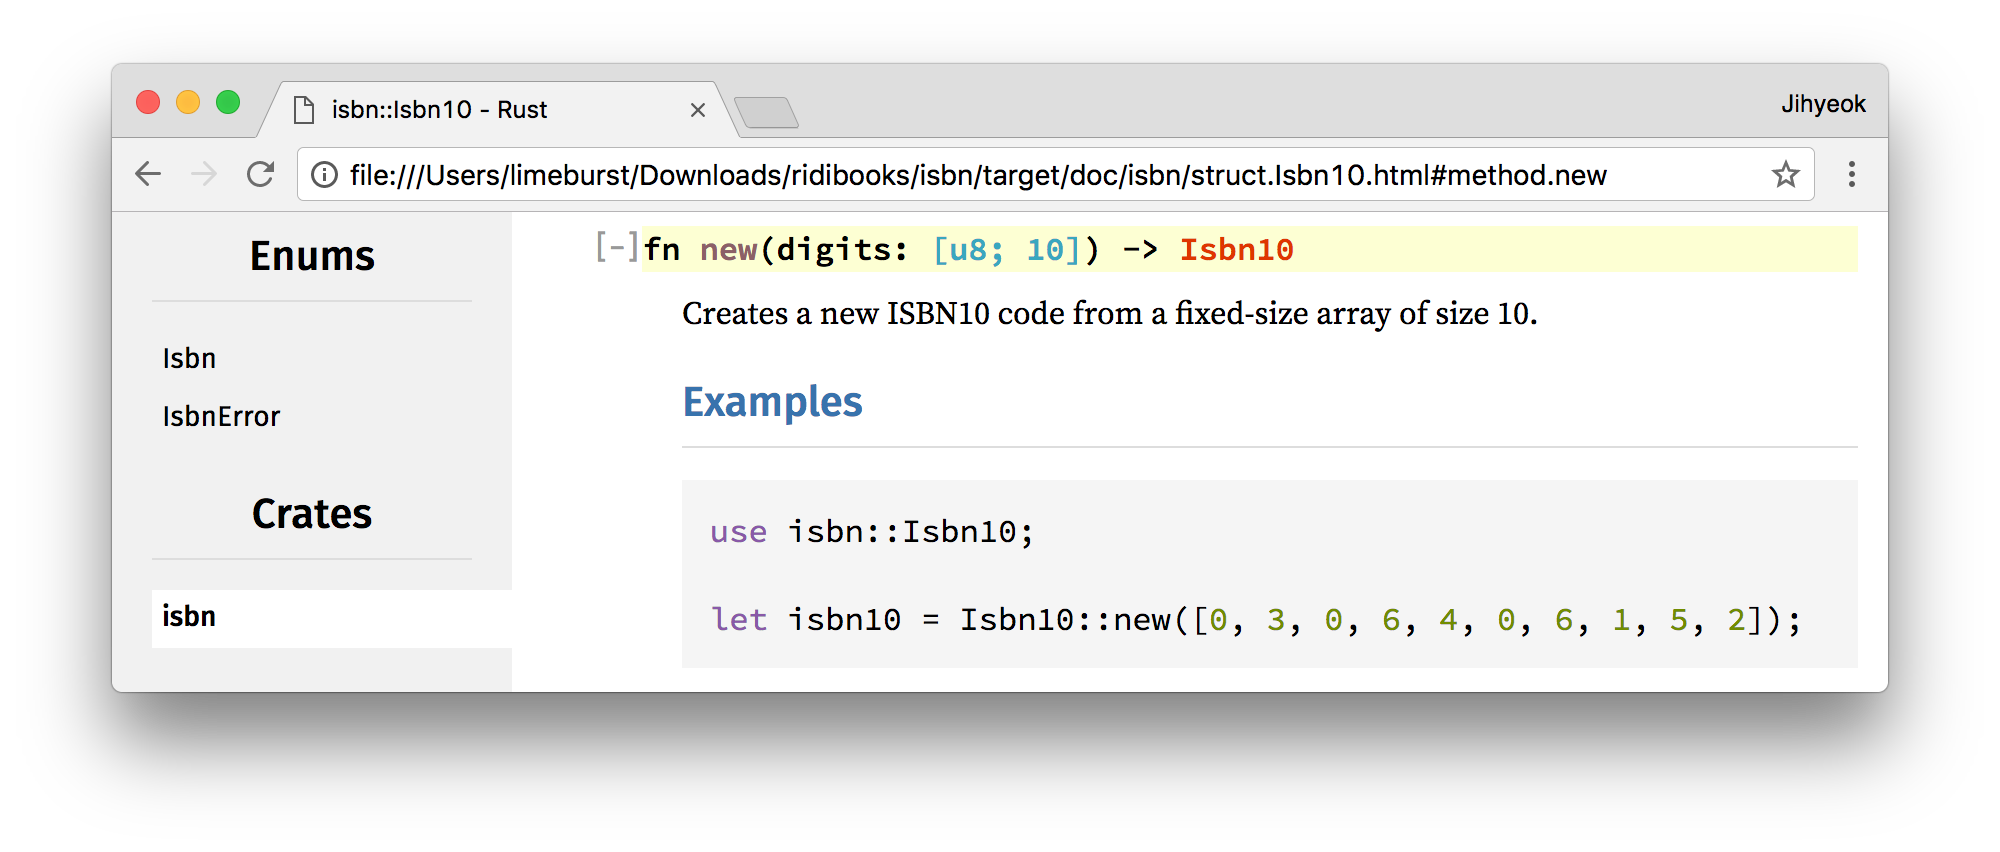 isbn::Isbn10 - Rust
Jihyeok
file:///Users/limeburst/Downloads/ridibooks/isbn/target/doc/isbn/struct.Isbn10.html#method.new
Enums
Isbn
IsbnError
Crates
isbn
[-]fn new(digits: [u8; 10]) -> Isbn10
Creates a new ISBN10 code from a fixed-size array of size 10.
Examples
use isbn::Isbn10;
let isbn10 = Isbn10::new([0, 3, 0, 6, 4, 0, 6, 1, 5, 2]);